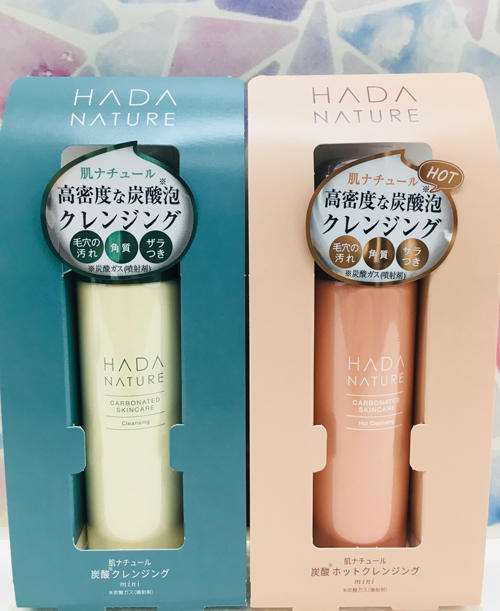 HADA
NATURE
肌ナチュール
高密度な炭酸泡※
クレンジング
毛穴の
汚れ
角質
ザラ
つき
※炭酸ガス(噴射剤)
HADA
NATURE
CARBONATED
SKINCARE
Cleansing
肌ナチュール
炭酸※クレンジング
mini
※炭酸ガス(噴射剤)
HADA
NATURE
HOT
肌ナチュール
高密度な炭酸泡※
クレンジング
毛穴の
汚れ
角質
ザラ
つき
※炭酸ガス(噴射剤)
HADA
NATURE
CARBONATED
SKINCARE
Hot Cleansing
肌ナチュール
炭酸※ホットクレンジング
mini
※炭酸ガス(噴射剤)